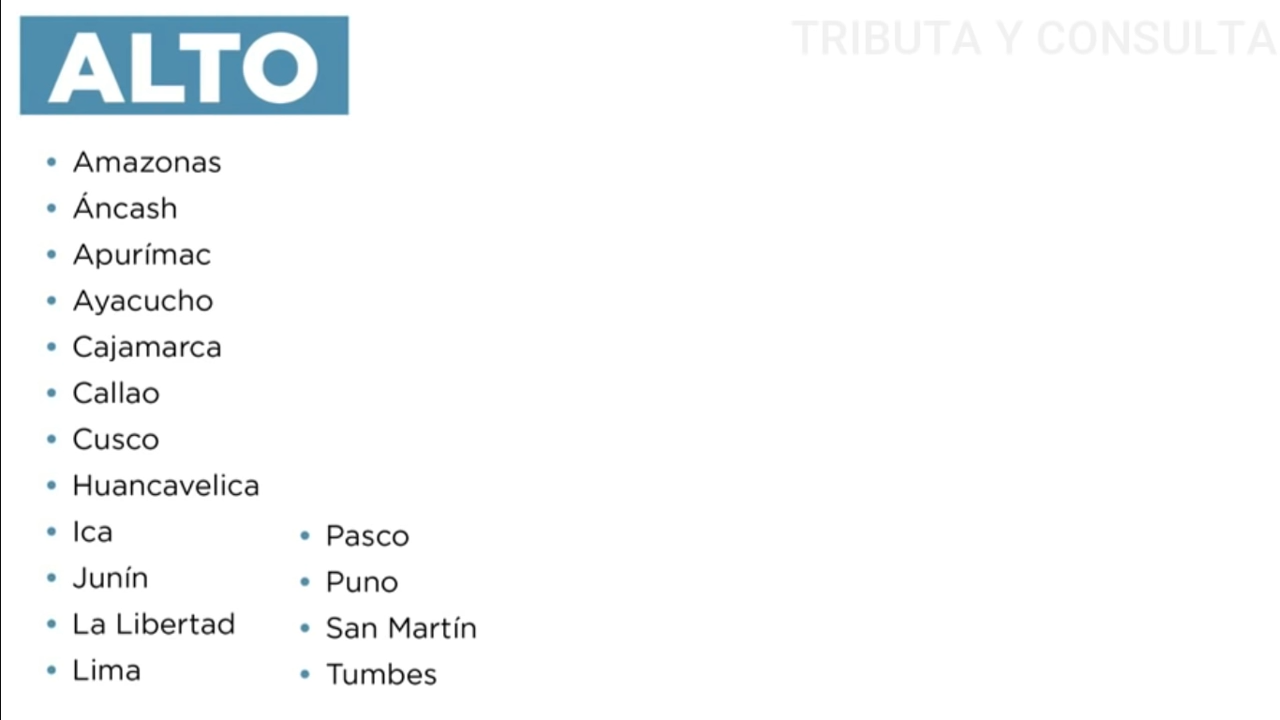 ALTO
TRIBUTA Y CONSULTA
• Amazonas
• Áncash
• Apurímac
• Ayacucho
• Cajamarca
• Callao
• Cusco
• Huancavelica
• Ica
• Junín
• La Libertad
• Lima
• Pasco
• Puno
• San Martín
• Tumbes